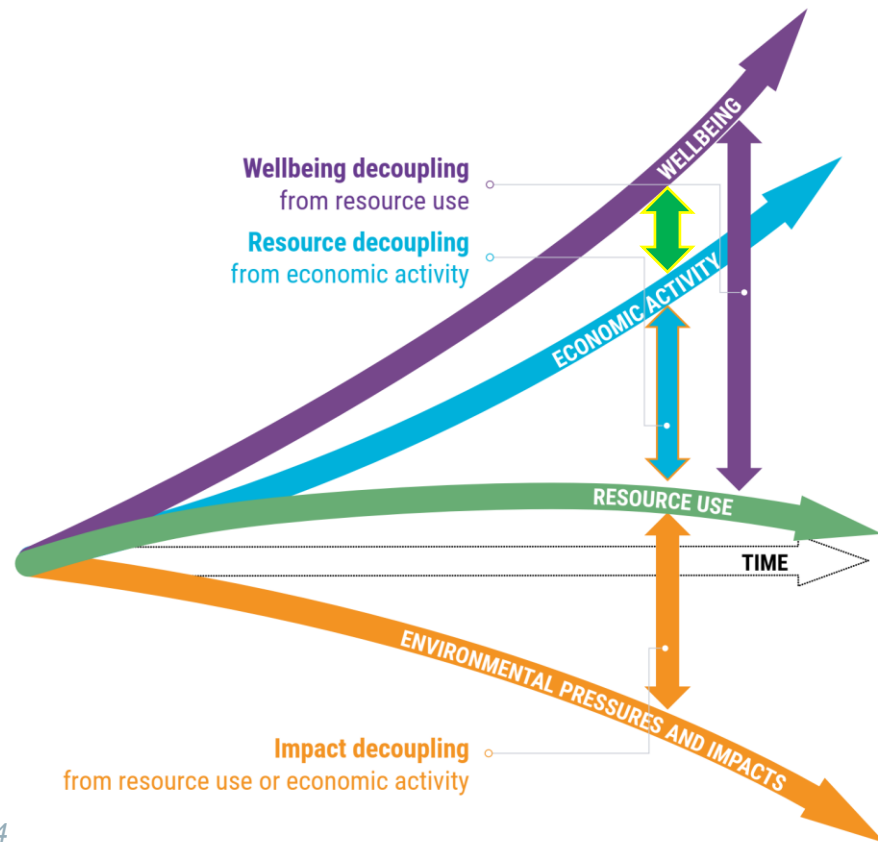 WELLBEING
Wellbeing decoupling
from resource use
Resource decoupling
from economic activity
ECONOMIC ACTIVITY
RESOURCE USE
TIME
ENVIRONMENTAL PRESSURES AND IMPACTS
Impact decoupling
from resource use or economic activity
4